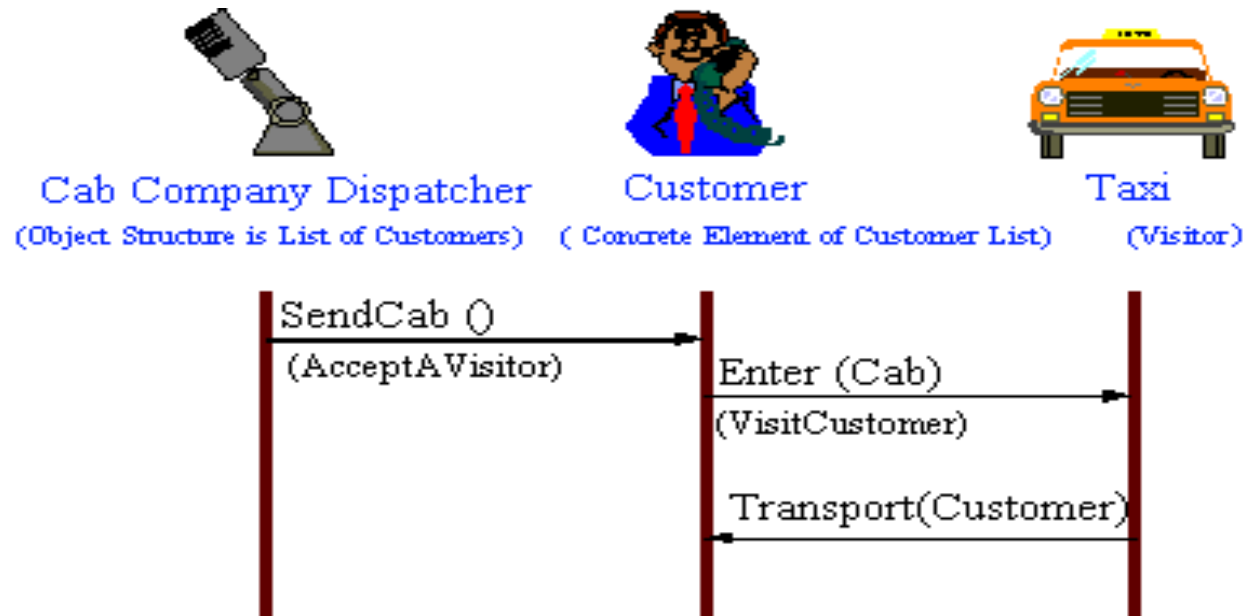 Cab Company Dispatcher
Customer
Taxi
(Object Structure is List of Customers)
( Concrete Element of Customer List)
(Visitor)
SendCab ()
(AcceptAVisitor)
Enter (Cab)
(VisitCustomer)
Transport(Customer)